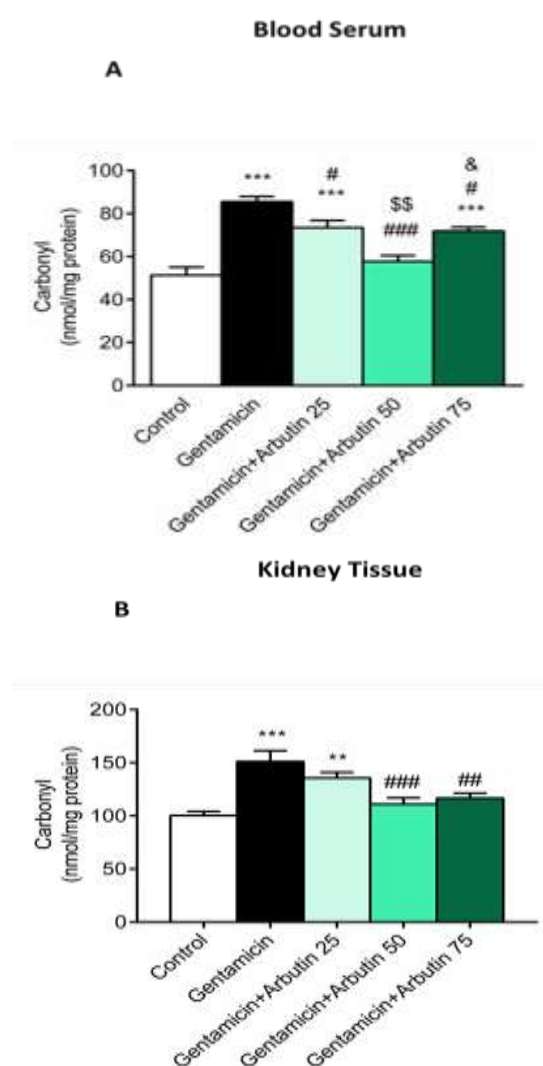 Blood Serum
A
Carbonyl
(nmol/mg protein)
100
80
60
40
20
0
***
#
***
$$
###
&
#
***
Control
Gentamicin
Gentamicin+Arbutin 25
Gentamicin+Arbutin 50
Gentamicin+Arbutin 75
Kidney Tissue
B
Carbonyl
(nmol/mg protein)
200
150
100
50
0
***
**
###
##
Control
Gentamicin
Gentamicin+Arbutin 25
Gentamicin+Arbutin 50
Gentamicin+Arbutin 75